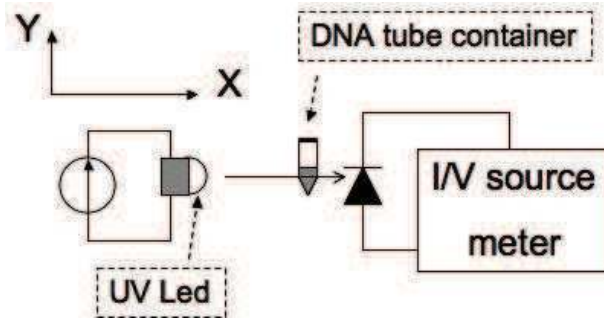 DNA tube container
Y
X
I/V source
meter
UV Led